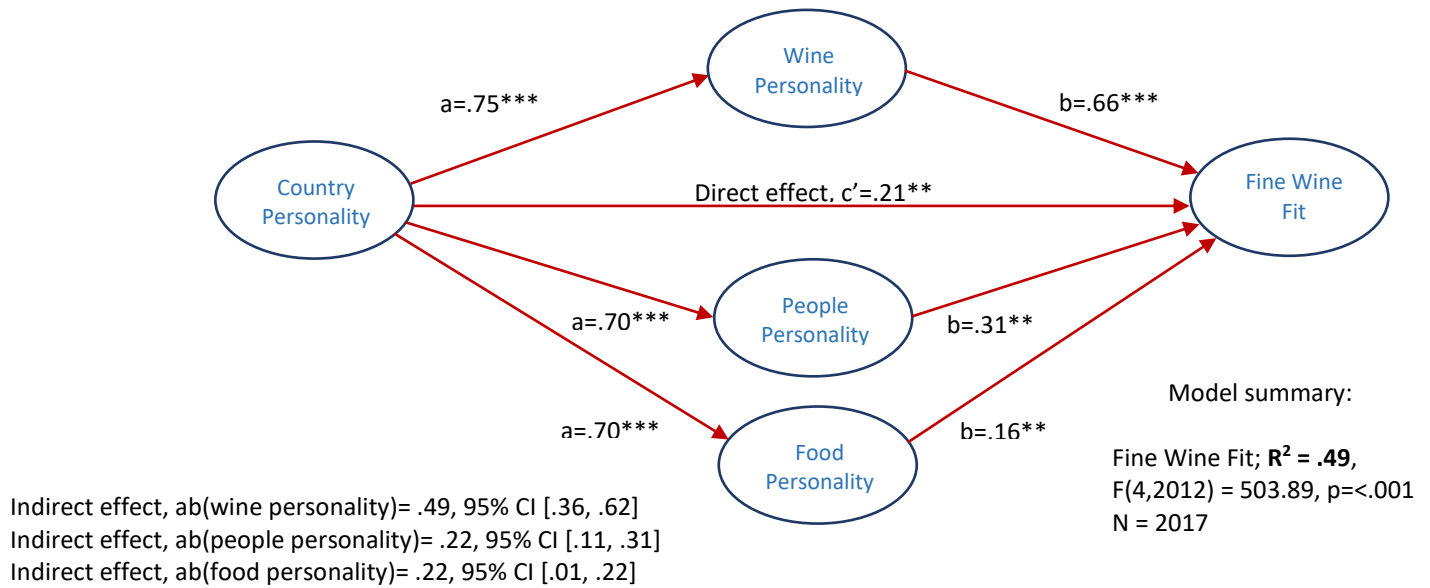 Wine
Personality
a=.75***
b=.66***
Country
Personality
Direct effect, c’=.21**
Fine Wine
Fit
People
Personality
a=.70***
b=.31**
Model summary:
a=.70***
b=.16**
Food
Personality
Fine Wine Fit; R² = .49,
F(4,2012) = 503.89, p=<.001
N = 2017
Indirect effect, ab(wine personality)= .49, 95% CI [.36, .62]
Indirect effect, ab(people personality)= .22, 95% CI [.11, .31]
Indirect effect, ab(food personality)= .22, 95% CI [.01, .22]